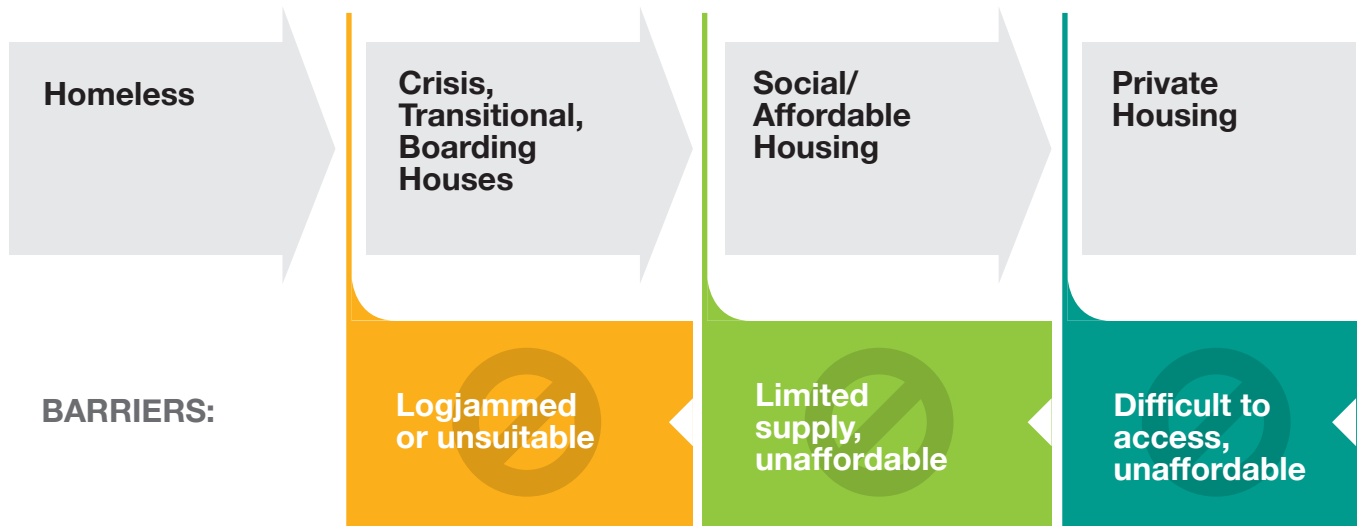 Homeless
Crisis,
Transitional,
Boarding
Houses
Social/
Affordable
Housing
Private
Housing
BARRIERS:
Logjammed
or unsuitable
Limited
supply,
unaffordable
Difficult to
access,
unaffordable